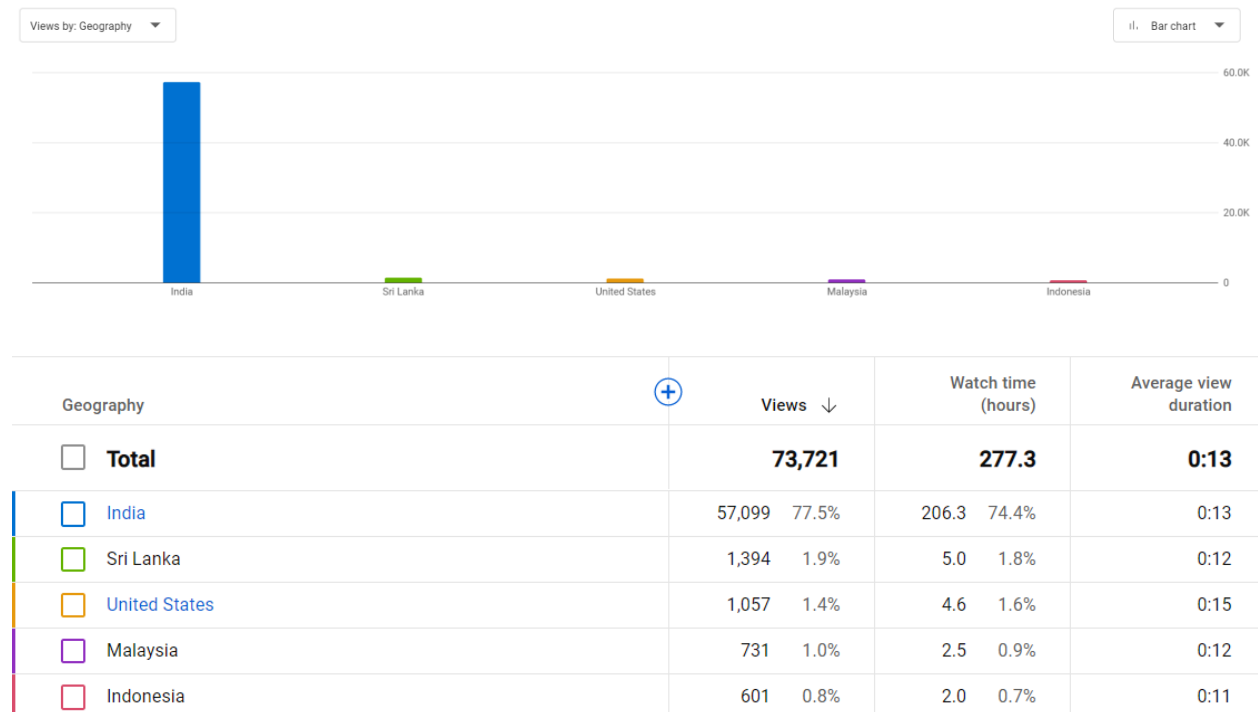 Views by: Geography
Bar chart
60.0K
40.0K
20.0K
0
India Sri Lanka United States Malaysia Indonesia
Geography Views Watch time (hours) Average view duration
Total 73,721 277.3 0:13
India 57,099 77.5% 206.3 74.4% 0:13
Sri Lanka 1,394 1.9% 5.0 1.8% 0:12
United States 1,057 1.4% 4.6 1.6% 0:15
Malaysia 731 1.0% 2.5 0.9% 0:12
Indonesia 601 0.8% 2.0 0.7% 0:11